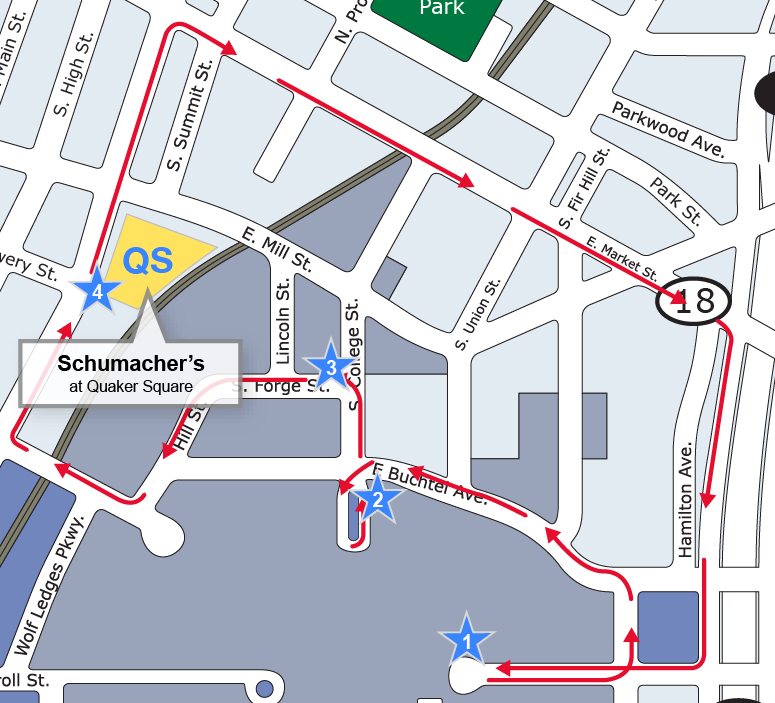 Park
N. Pro
Main St.
S. High St.
S. Summit St.
Parkwood Ave.
Park St.
S. Fir Hill St.
E. Market St.
18
QS
E. Mill St.
wery St.
4
Lincoln St.
S. College St.
S. Union St.
Schumacher's
at Quaker Square
3
S. Forge St.
Hill St.
E Buchtel Ave.
2
Hamilton Ave.
Wolf Ledges Pkwy.
1
roll St.